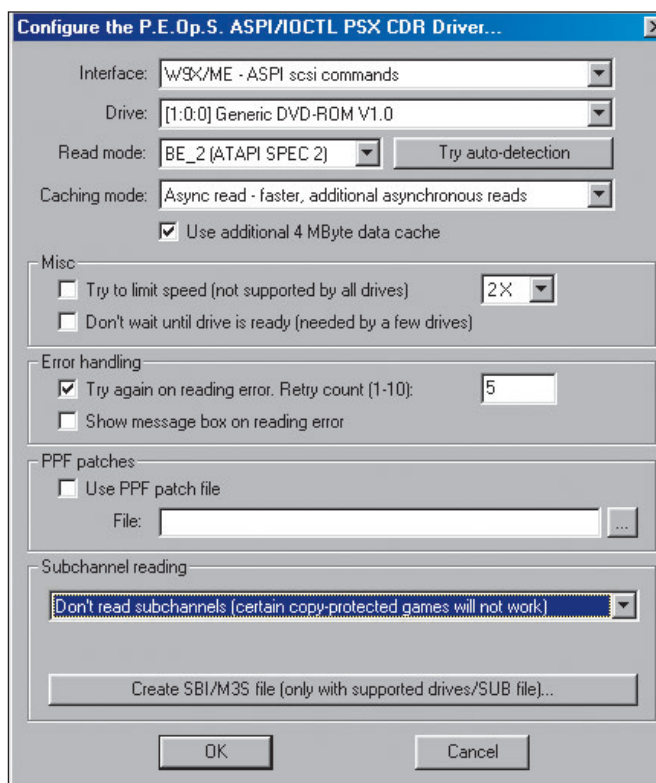 Configure the P.E.Op.S. ASPI/IOCTL PSX CDR Driver...
Interface: W9X/ME - ASPI scsi commands
Drive: [1:0:0] Generic DVD-ROM V1.0
Read mode: BE_2 (ATAPI SPEC 2) Try auto-detection
Caching mode: Async read - faster, additional asynchronous reads
Use additional 4 MByte data cache
Misc
Try to limit speed (not supported by all drives) 2X
Don't wait until drive is ready (needed by a few drives)
Error handling
Try again on reading error. Retry count (1-10): 5
Show message box on reading error
PPF patches
Use PPF patch file
File: ...
Subchannel reading
Don't read subchannels (certain copy-protected games will not work)
Create SBI/M3S file (only with supported drives/SUB file)...
OK Cancel